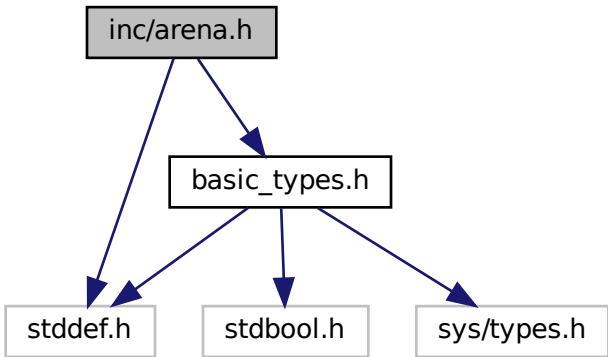 inc/arena.h
basic_types.h
stddef.h
stdbool.h
sys/types.h